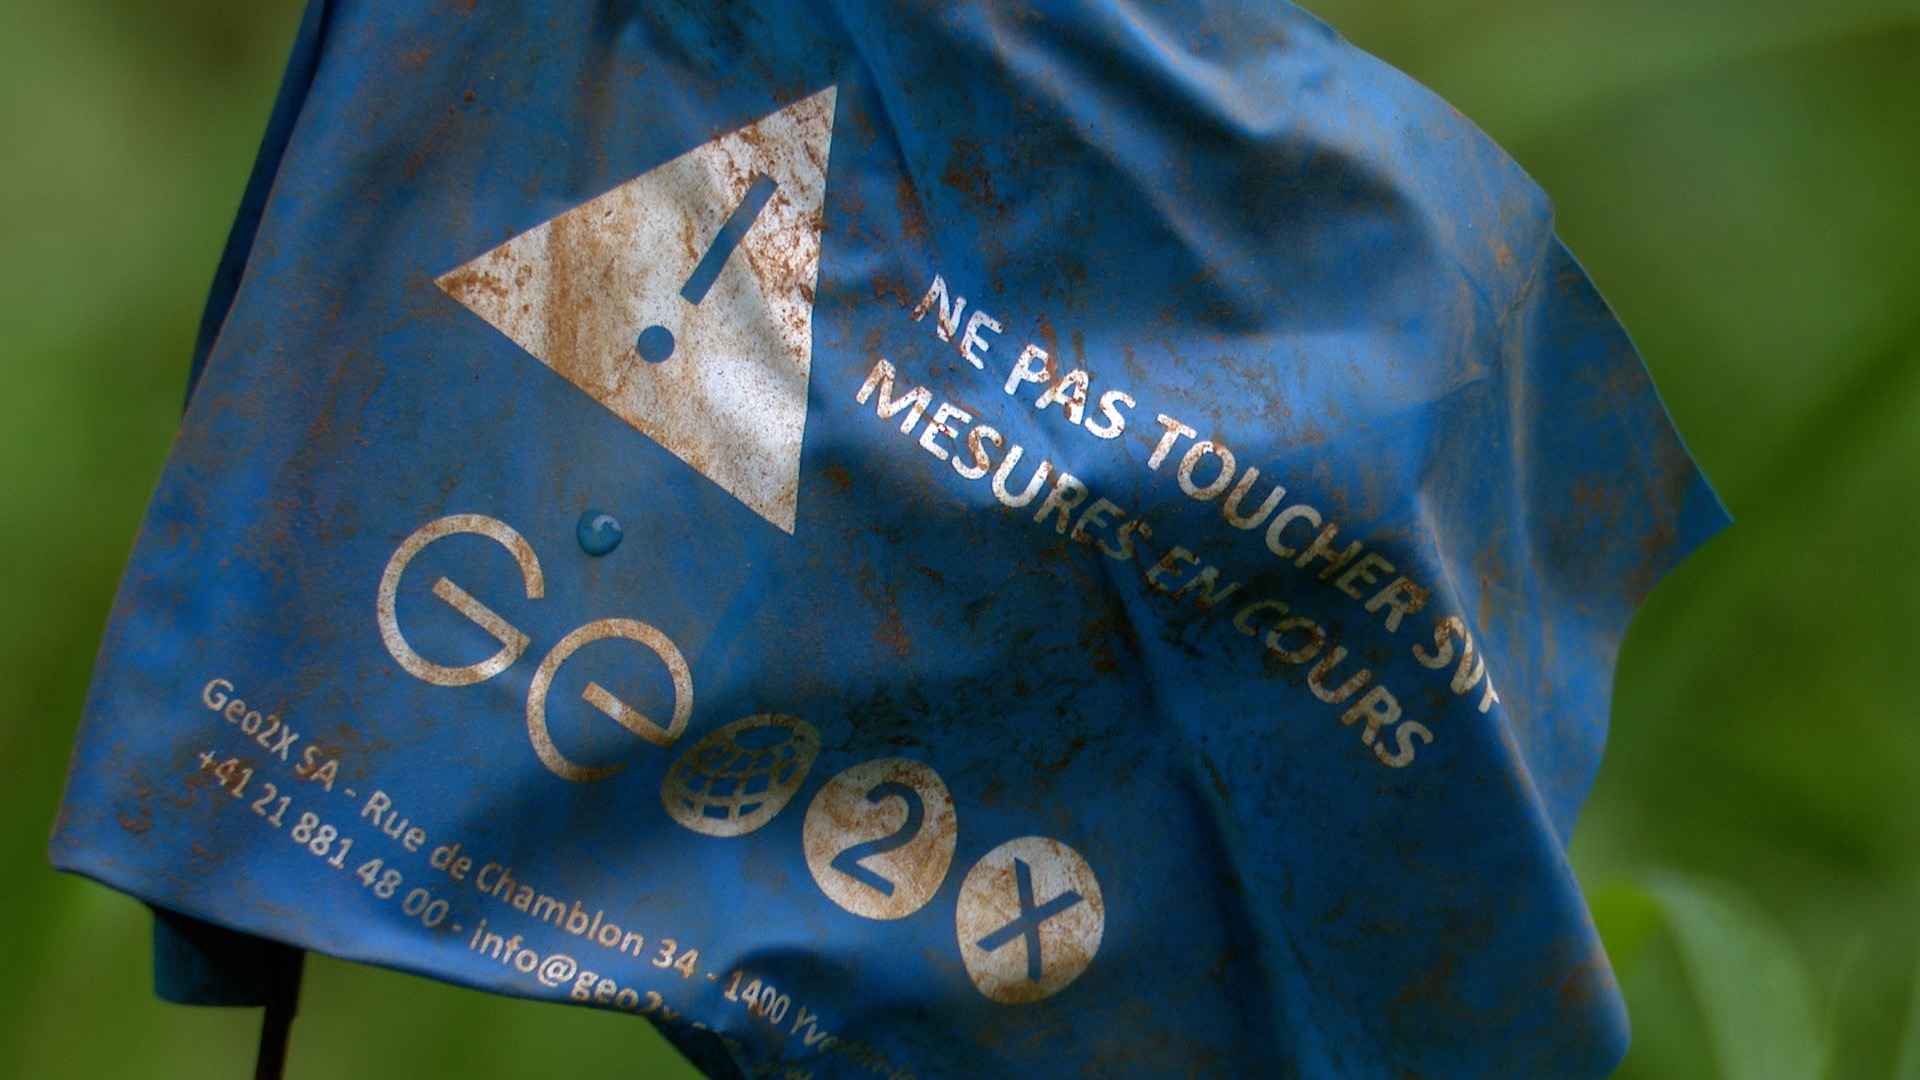 NE PAS TOUCHER SVP
MESURES EN COURS
Geo2X
Geo2X SA - Rue de Chamblon 34 - 1400
+41 21 881 48 00 - info@geo2x